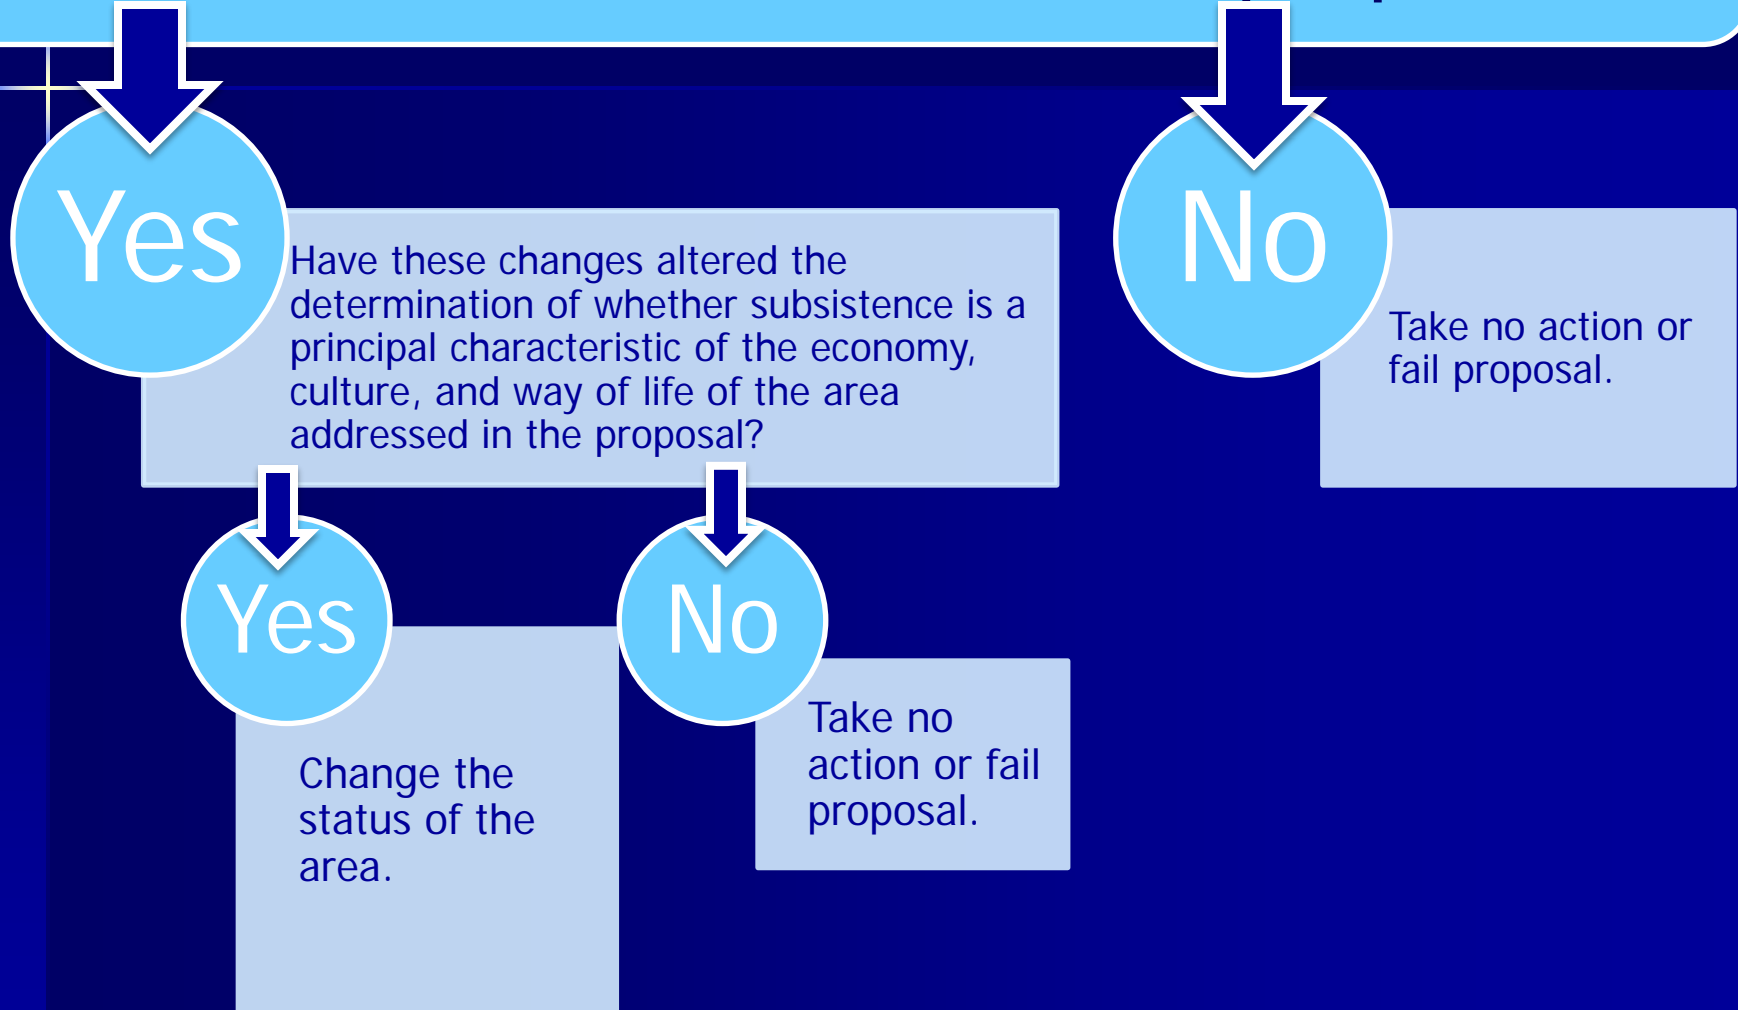 Yes
Have these changes altered the
determination of whether subsistence is a
principal characteristic of the economy,
culture, and way of life of the area
addressed in the proposal?
No
Take no action or
fail proposal.
Yes
Change the
status of the
area.
No
Take no
action or fail
proposal.